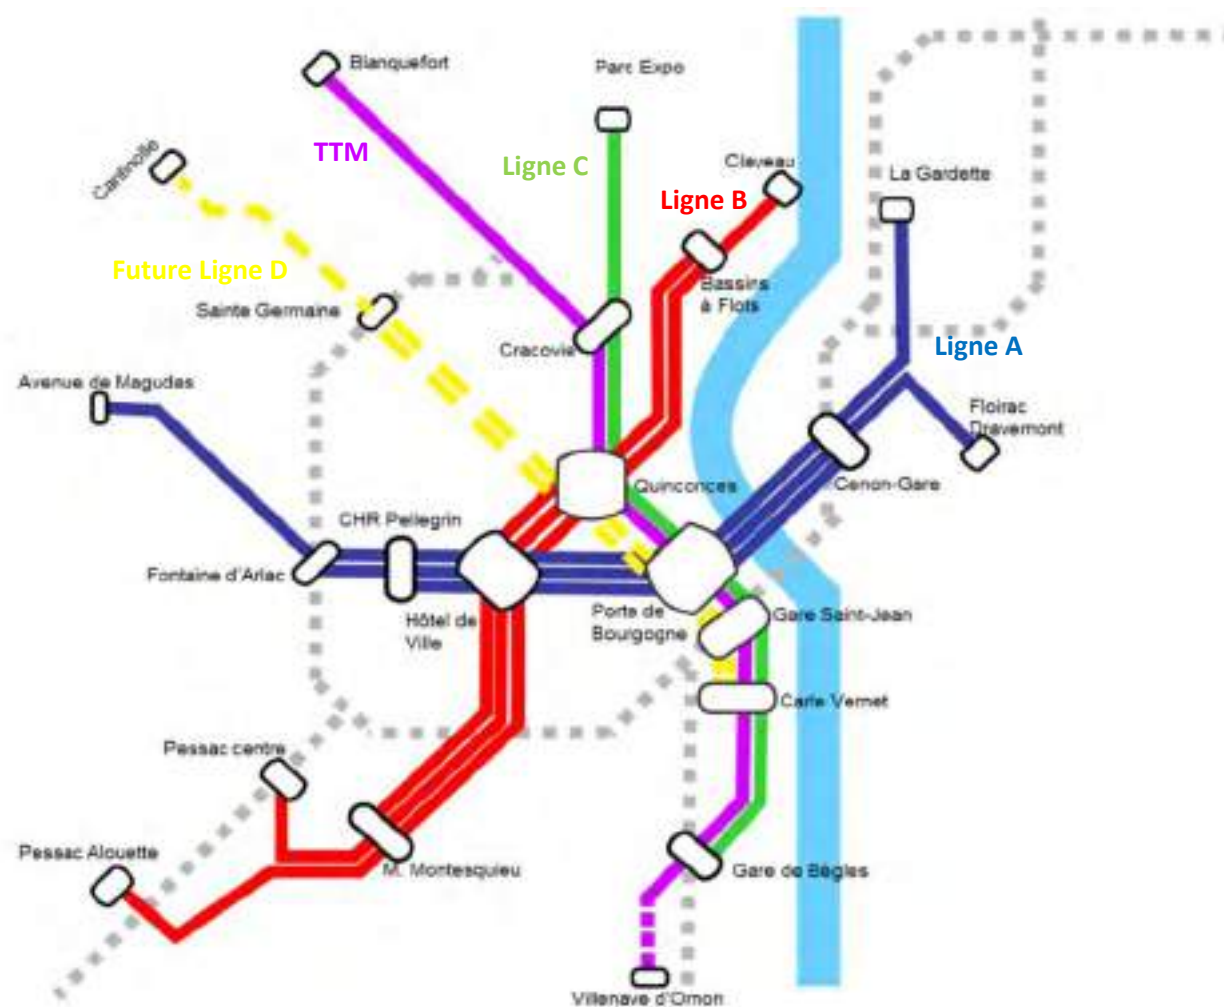 Blanquefort
Parc Expo
TTM
Ligne C
Claveau
Cantinolle
La Gardette
Ligne B
Future Ligne D
Bassins
à Flots
Sainte Germaine
Cracovie
Ligne A
Avenue de Magudas
Floirac
Dravemont
Quinconces
Cenon-Gare
CHR Pellegrin
Fontaine d'Arlac
Hôtel de
Ville
Porte de
Bourgogne
Gare Saint-Jean
Carle Vernet
Pessac centre
Pessac Alouette
M. Montesquieu
Gare de Bègles
Villenave d'Ornon